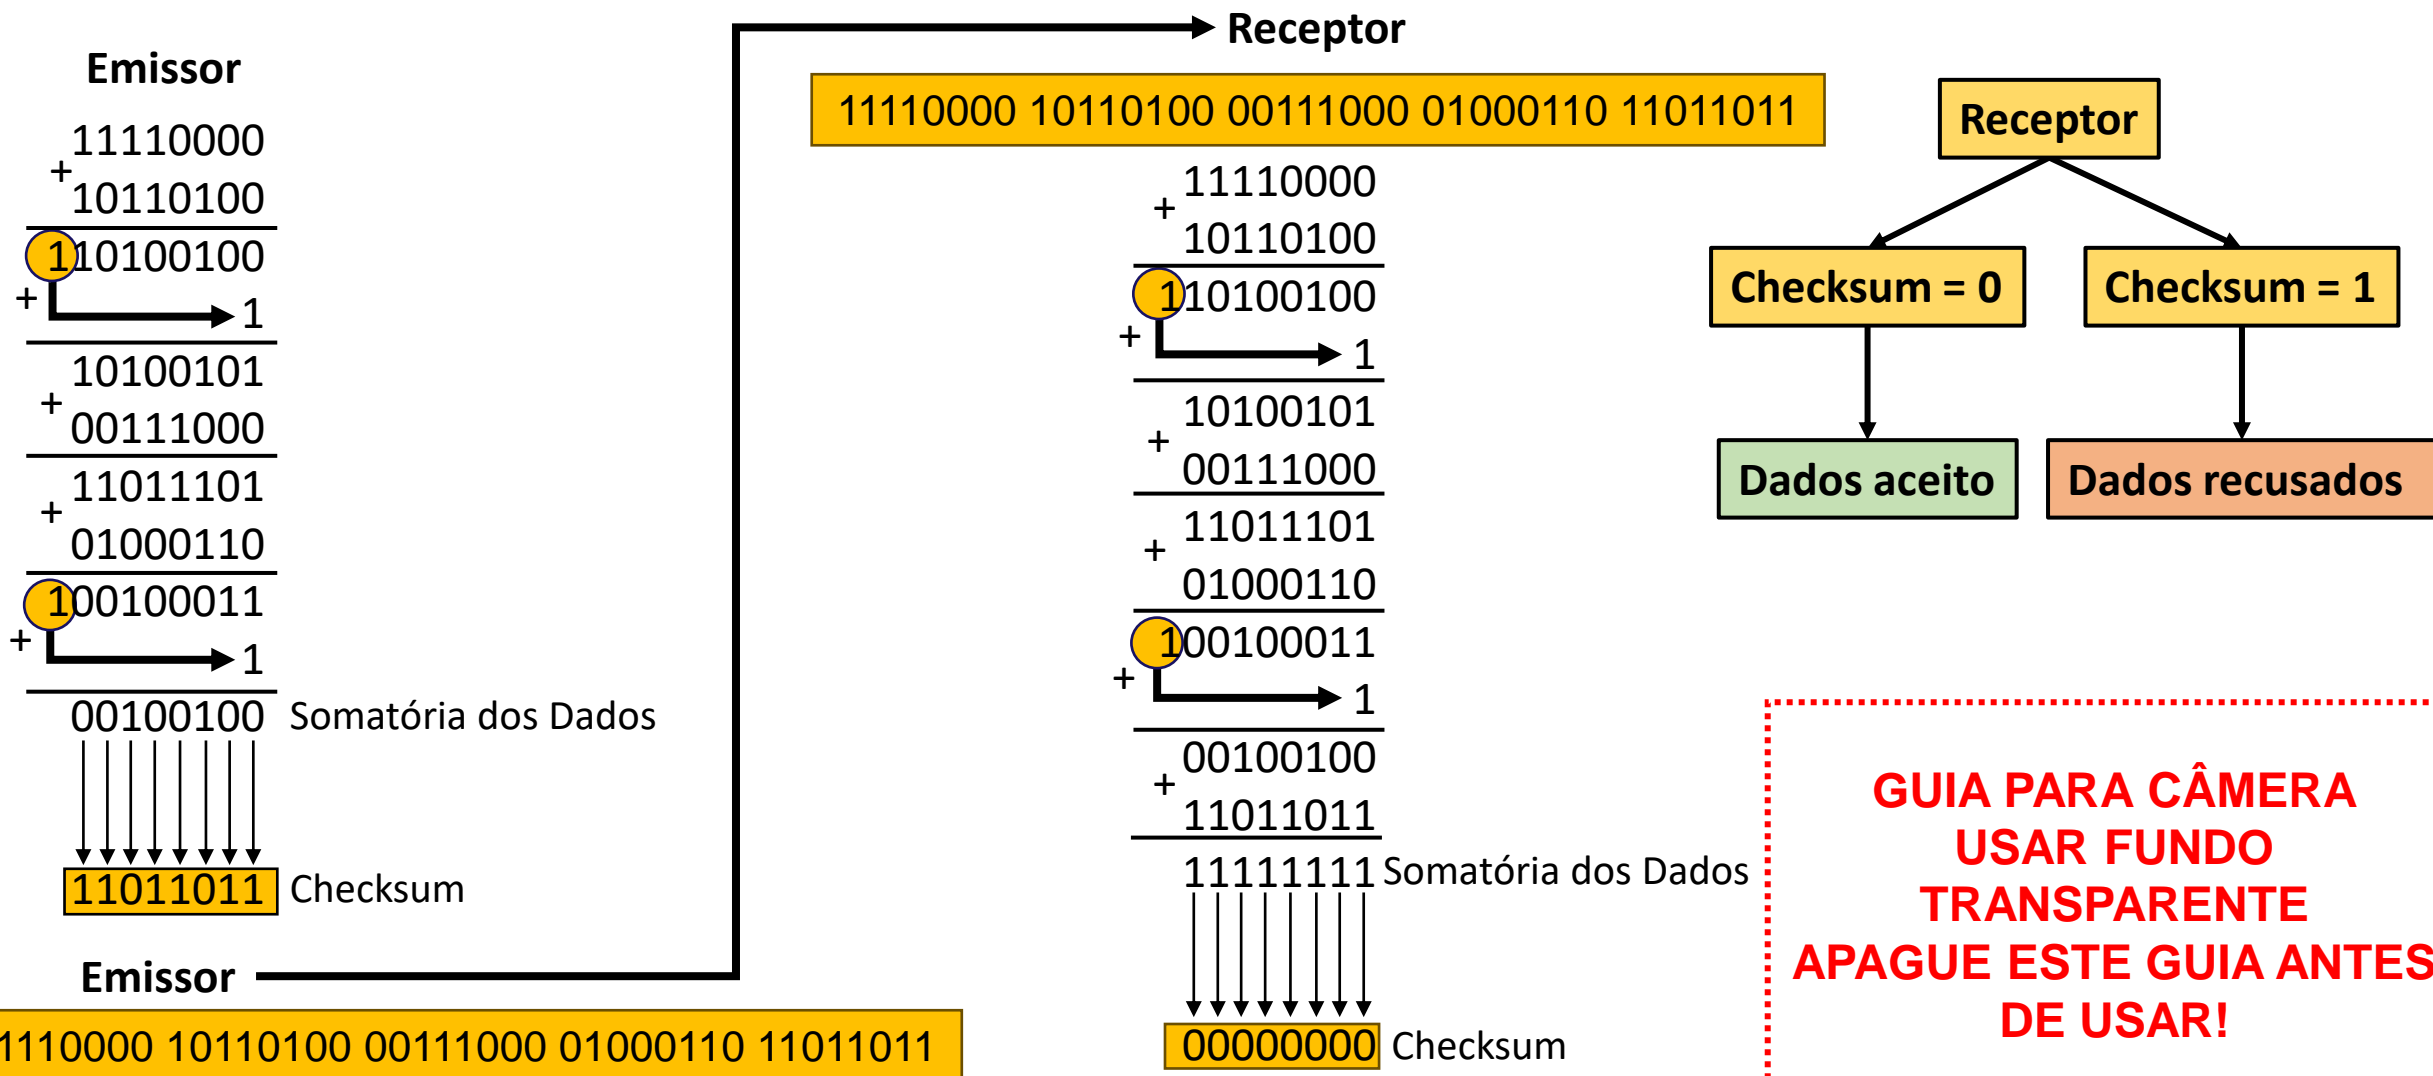 Emissor
11110000
+
10110100
110100100
+
1
10100101
+
00111000
11011101
+
01000110
100100011
+
1
00100100 Somatória dos Dados
11011011 Checksum
Emissor
1110000 10110100 00111000 01000110 11011011
Receptor
11110000 10110100 00111000 01000110 11011011
11110000
+
10110100
110100100
+
1
10100101
+
00111000
11011101
+
01000110
100100011
+
1
00100100
+
11011011
11111111 Somatória dos Dados
00000000 Checksum
Receptor
Checksum = 0 Checksum = 1
Dados aceito Dados recusados
GUIA PARA CÂMERA
USAR FUNDO
TRANSPARENTE
APAGUE ESTE GUIA ANTES
DE USAR!